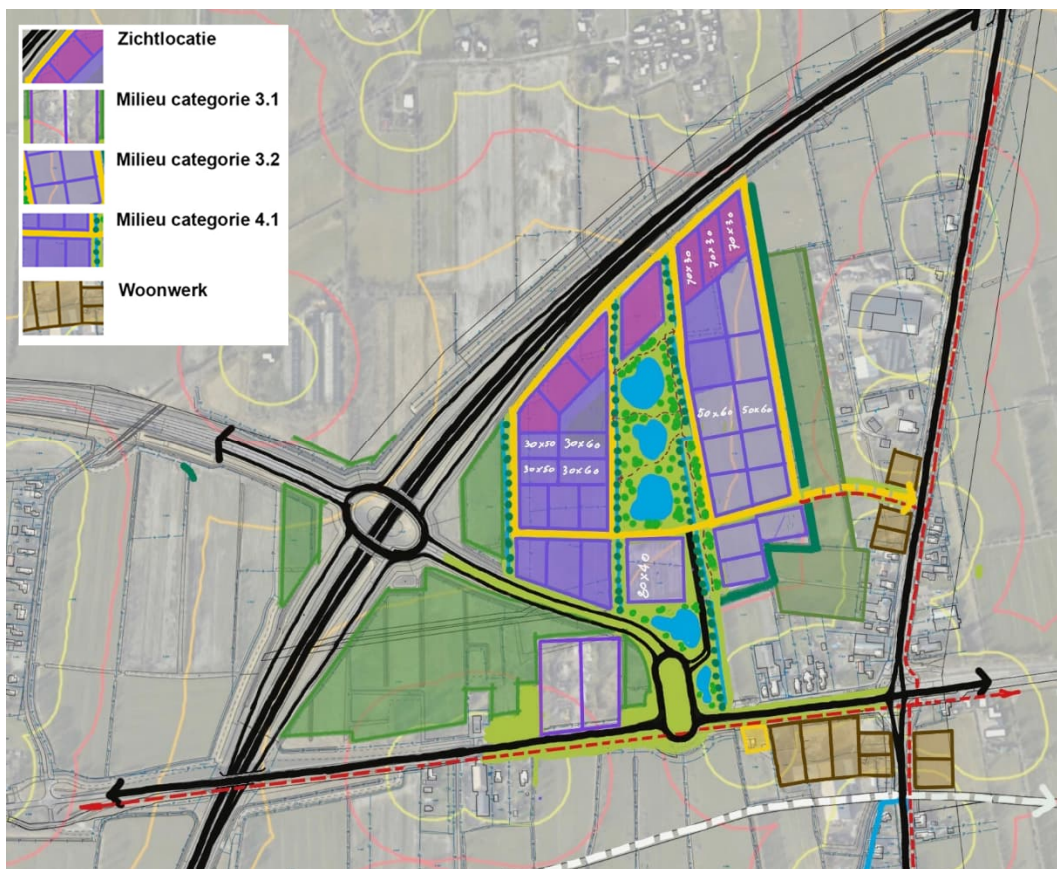 Zichtlocatie
Milieu categorie 3.1
Milieu categorie 3.2
Milieu categorie 4.1
Woonwerk
70x30
70x30
70x30
50x60
50x60
30x50
30x60
30x50
30x60
80x40